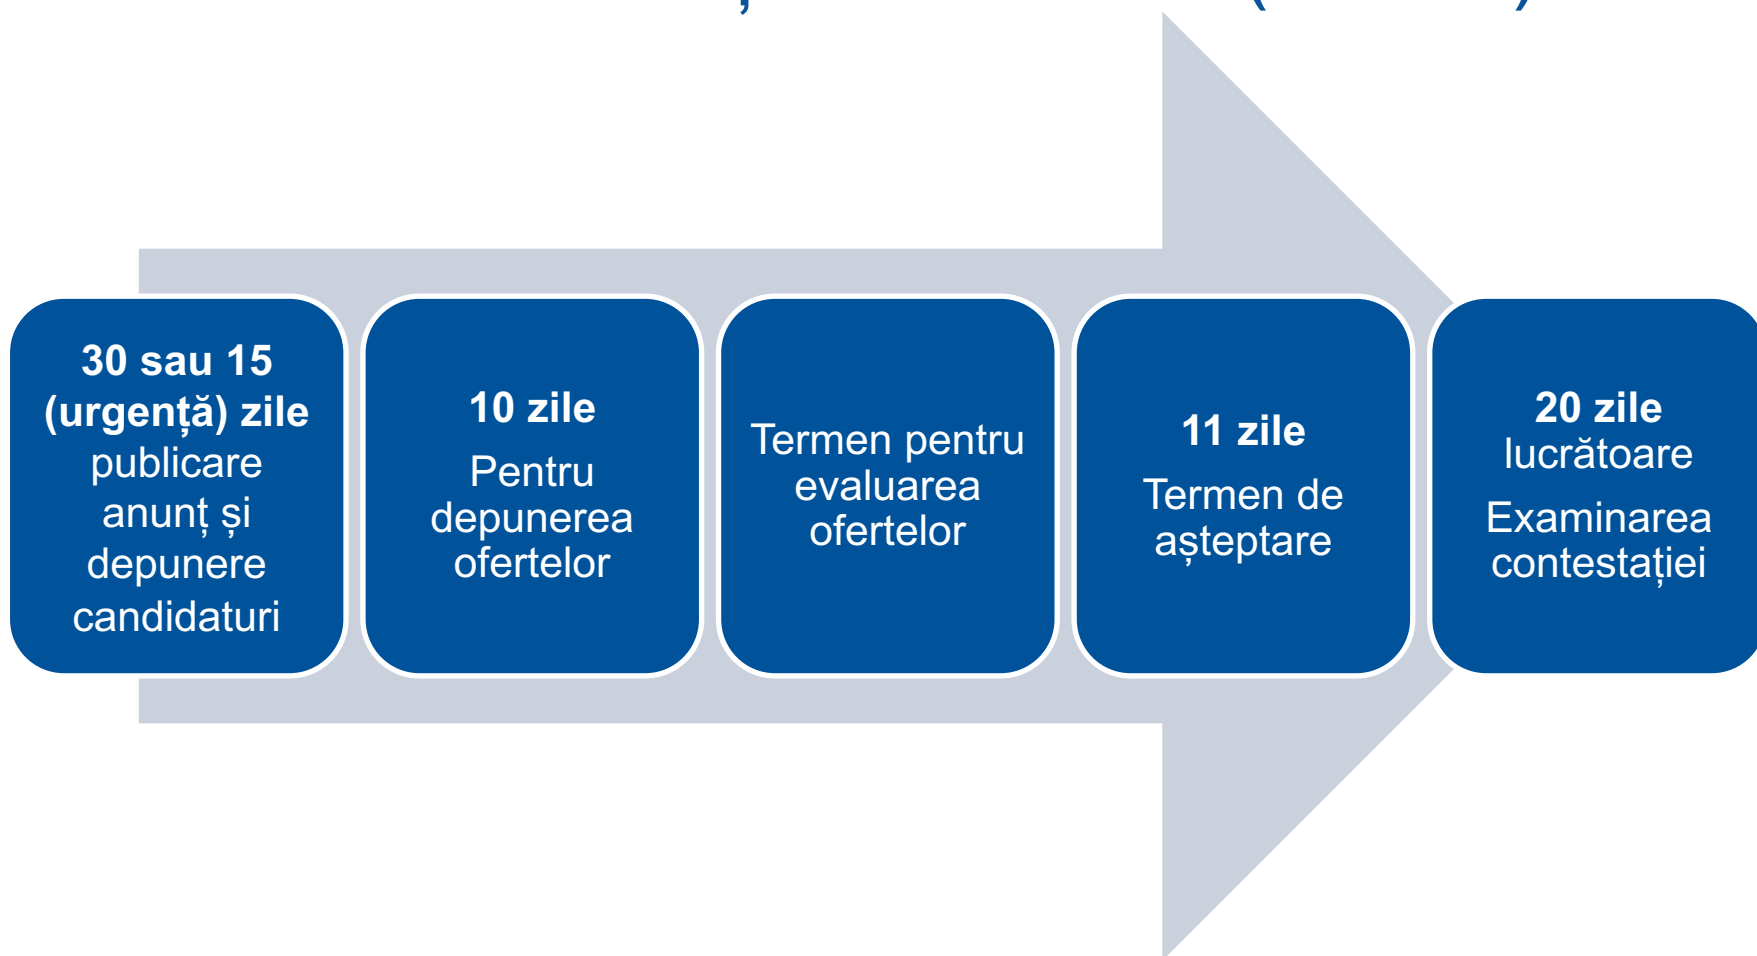 30 sau 15
(urgență) zile
publicare
anunț și
depunere
candidaturi
10 zile
Pentru
depunerea
ofertelor
Termen pentru
evaluarea
ofertelor
11 zile
Termen de
așteptare
20 zile
lucrătoare
Examinarea
contestației